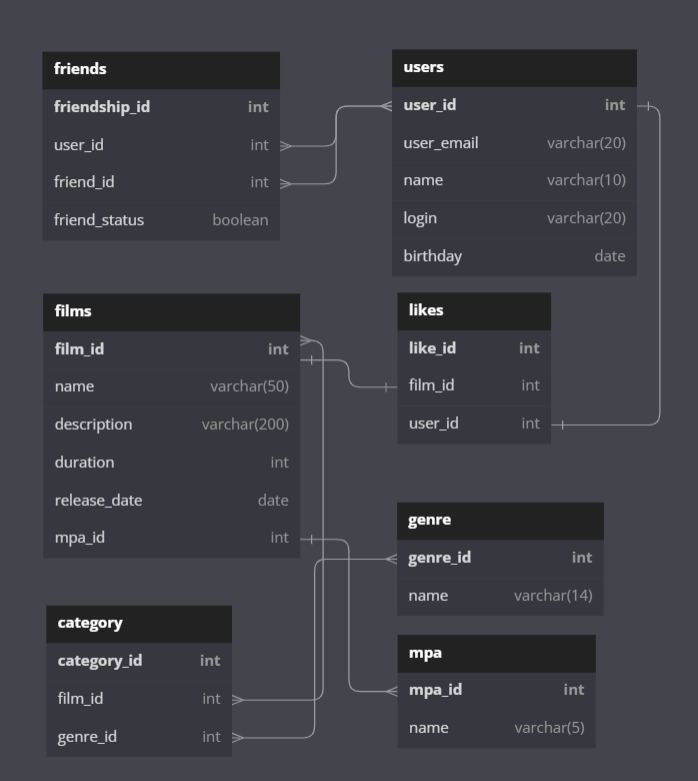 friends
friendship_id int
user_id int
friend_id int
friend_status boolean
users
user_id int
user_email varchar(20)
name varchar(10)
login varchar(20)
birthday date
films
film_id int
name varchar(50)
description varchar(200)
duration int
release_date date
mpa_id int
likes
like_id int
film_id int
user_id int
genre
genre_id int
name varchar(14)
category
category_id int
film_id int
genre_id int
mpa
mpa_id int
name varchar(5)